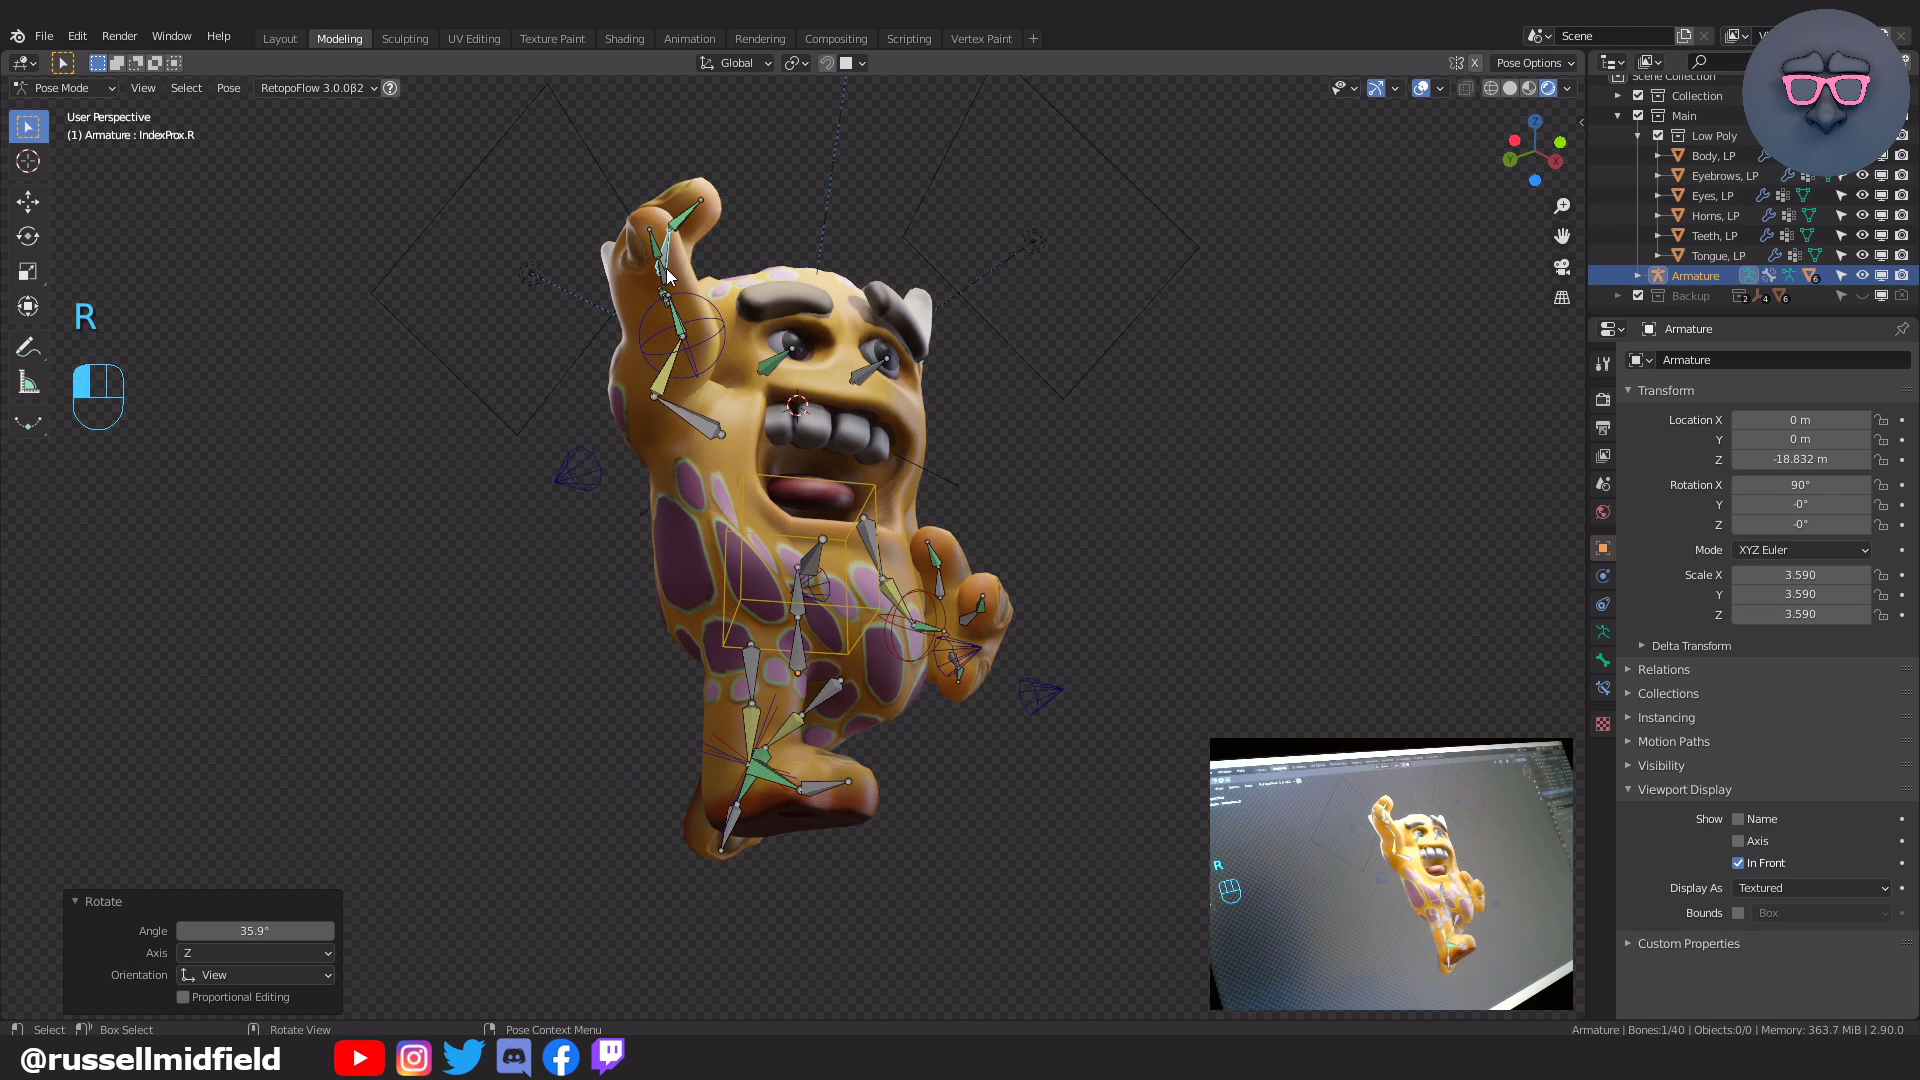 File Edit Render Window Help
Layout Modeling Sculpting UV Editing Texture Paint Shading Animation Rendering Compositing Scripting Vertex Paint +
Scene
Global
X Pose Options
Pose Mode View Select Pose RetopoFlow 3.0.0β2 ?
User Perspective
(1) Armature : IndexProx.R
Z
Y
X
Scene Collection
Collection
Main
Low Poly
Body, LP
Eyebrows, LP
Eyes, LP
Horns, LP
Teeth, LP
Tongue, LP
Armature 6
Backup 2 4 6
R
Armature
Armature
Transform
Location X 0 m
Y 0 m
Z -18.832 m
Rotation X 90°
Y -0°
Z -0°
Mode XYZ Euler
Scale X 3.590
Y 3.590
Z 3.590
Delta Transform
Relations
Collections
Instancing
Motion Paths
Visibility
Viewport Display
Show Name
Axis
In Front
Display As Textured
Bounds Box
Custom Properties
R
Rotate
Angle 35.9°
Axis Z
Orientation View
Proportional Editing
Select Box Select Rotate View Pose Context Menu
Armature | Bones:1/40 | Objects:0/0 | Memory: 363.7 MiB | 2.90.0
@russellmidfield